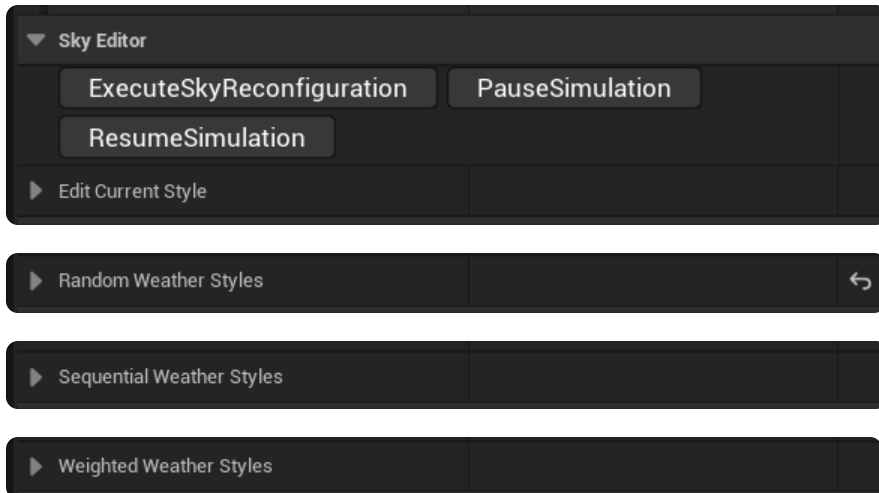 Sky Editor
ExecuteSkyReconfiguration PauseSimulation
ResumeSimulation
Edit Current Style
Random Weather Styles
Sequential Weather Styles
Weighted Weather Styles